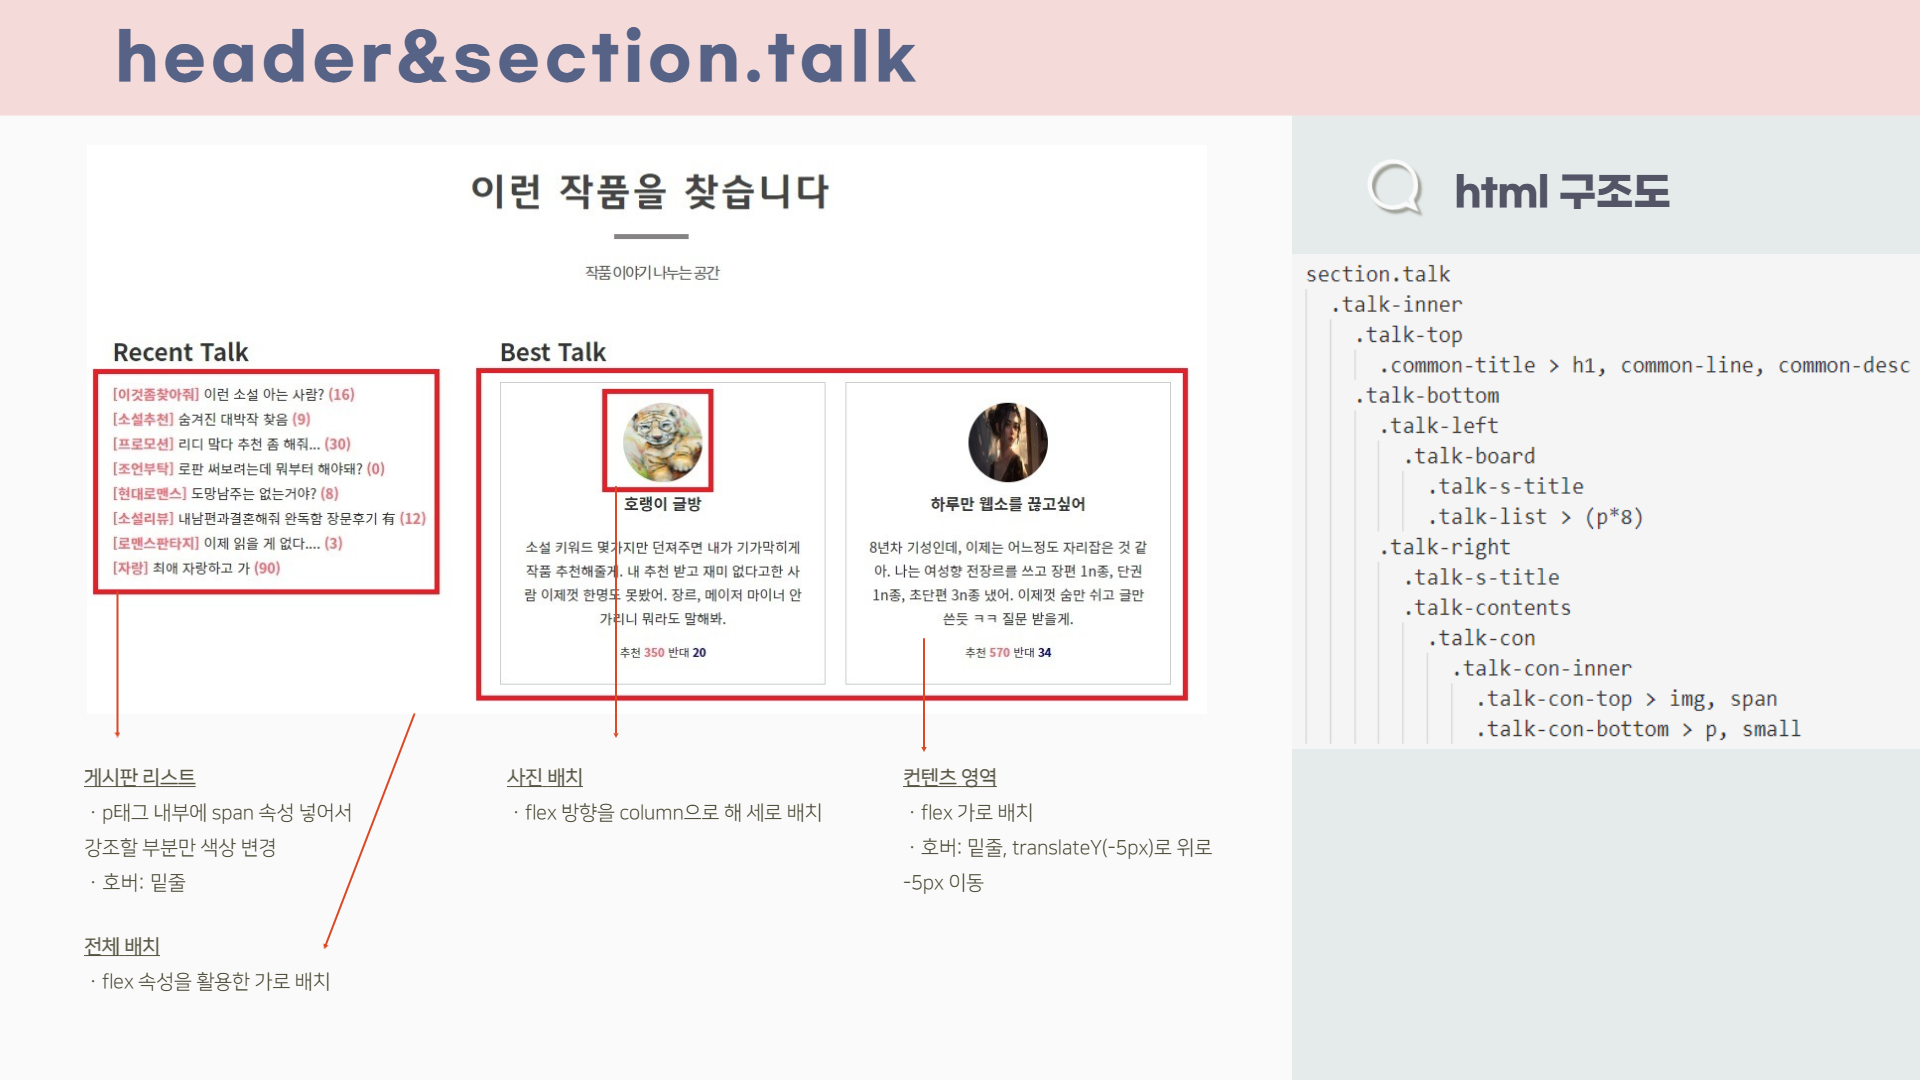 header&section.talk
이런 작품을 찾습니다
작품 이야기 나누는 공간
Recent Talk
[이것좀찾아줘] 이런 소설 아는 사람? (16)
[소설추천] 숨겨진 대박작 찾음 (9)
[프로모션] 리디 맞다 추천 좀 해줘... (30)
[조언부탁] 로판 써보려는데 뭐부터 해야돼? (0)
[현대로맨스] 도망남주는 없는거야? (8)
[소설리뷰] 내남편과결혼해줘 완독함 장문후기 有 (12)
[로맨스판타지] 이제 읽을 게 없다.... (3)
[자랑] 최애 자랑하고 가 (90)
Best Talk
호랭이 글방
소설 키워드 몇가지만 던져주면 내가 기가막히게
작품 추천해줄게. 내 추천 받고 재미 없다고한 사
람 이제껏 한명도 못봤어. 장르, 메이저 마이너 안
가리니 뭐라도 말해봐.
추천 350 반대 20
하루만 웹소를 끊고싶어
8년차 기성인데, 이제는 어느정도 자리잡은 것 같
아. 나는 여성향 전장르를 쓰고 장편 1n종, 단권
1n종, 초단편 3n종 냈어. 이제껏 숨만 쉬고 글만
쓴듯 ㅋㅋ 질문 받을게.
추천 570 반대 34
게시판 리스트
· p태그 내부에 span 속성 넣어서
강조할 부분만 색상 변경
· 호버: 밑줄
전체 배치
· flex 속성을 활용한 가로 배치
사진 배치
· flex 방향을 column으로 해 세로 배치
컨텐츠 영역
· flex 가로 배치
· 호버: 밑줄, translateY(-5px)로 위로
-5px 이동
html 구조도
section.talk
.talk-inner
.talk-top
.common-title > h1, common-line, common-desc
.talk-bottom
.talk-left
.talk-board
.talk-s-title
.talk-list > (p*8)
.talk-right
.talk-s-title
.talk-contents
.talk-con
.talk-con-inner
.talk-con-top > img, span
.talk-con-bottom > p, small